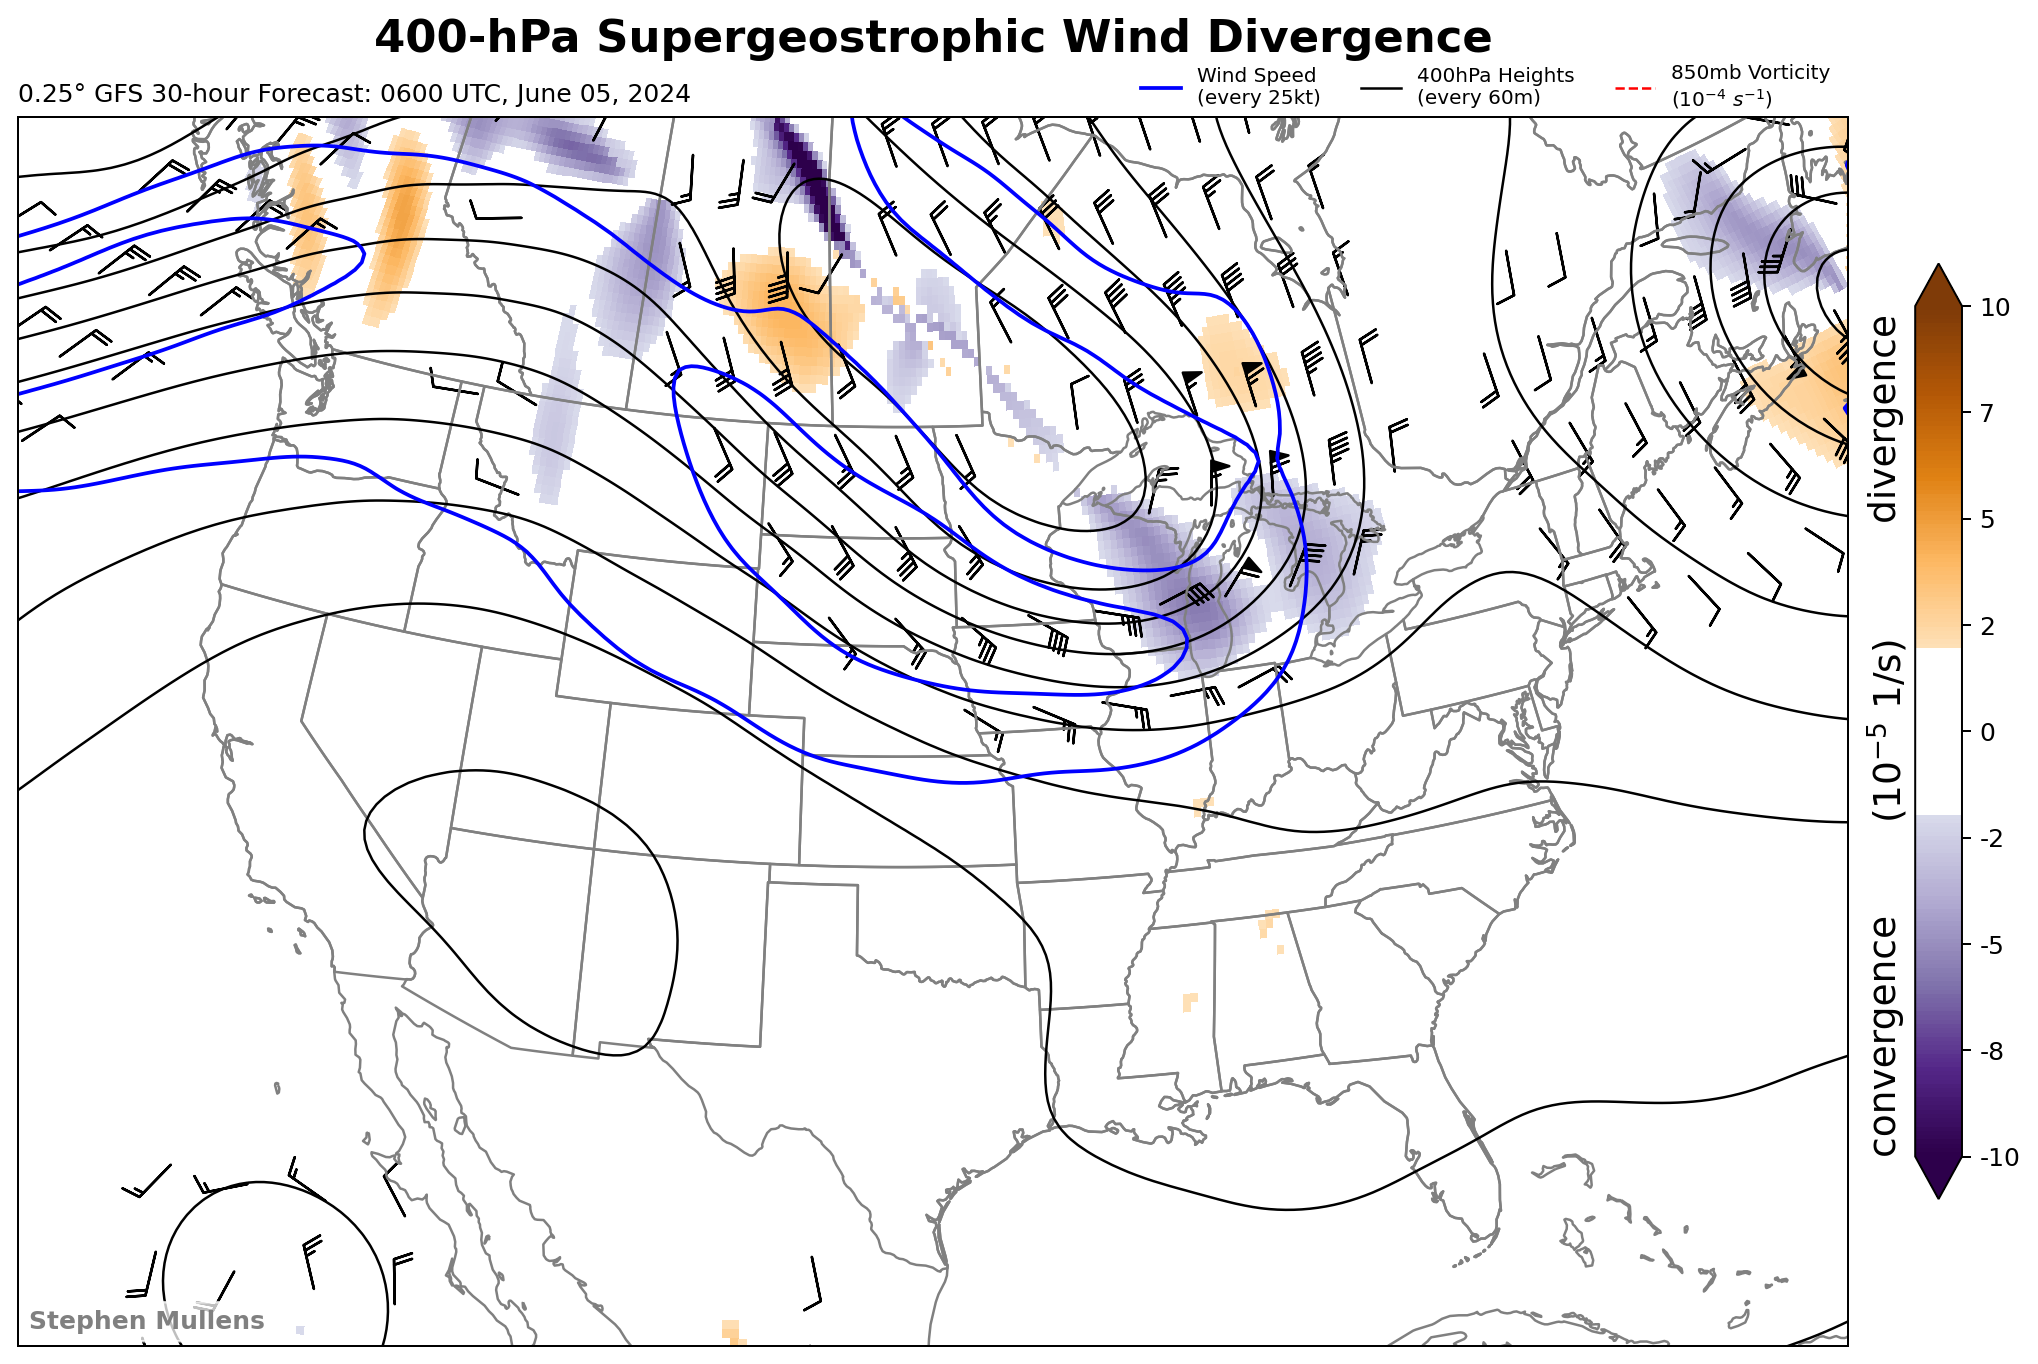 400-hPa Supergeostrophic Wind Divergence
0.25° GFS 30-hour Forecast: 0600 UTC, June 05, 2024
Wind Speed
(every 25kt)
400hPa Heights
(every 60m)
850mb Vorticity
(10⁻⁴ s⁻¹)
10
7
5
2
0
-2
-5
-8
-10
convergence (10⁻⁵ 1/s) divergence
Stephen Mullens